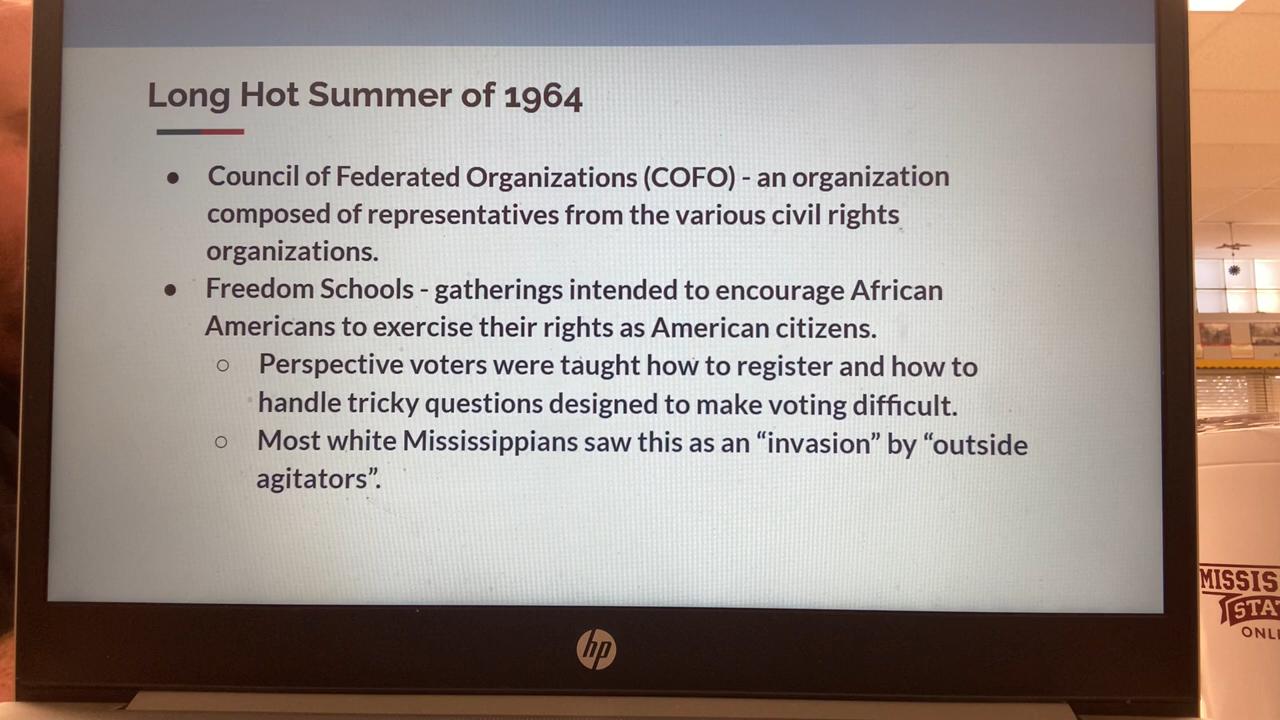 Long Hot Summer of 1964
● Council of Federated Organizations (COFO) - an organization
composed of representatives from the various civil rights
organizations.
● Freedom Schools - gatherings intended to encourage African
Americans to exercise their rights as American citizens.
○ Perspective voters were taught how to register and how to
handle tricky questions designed to make voting difficult.
○ Most white Mississippians saw this as an “invasion” by “outside
agitators”.
hp
MISSIS
STA
ONLI